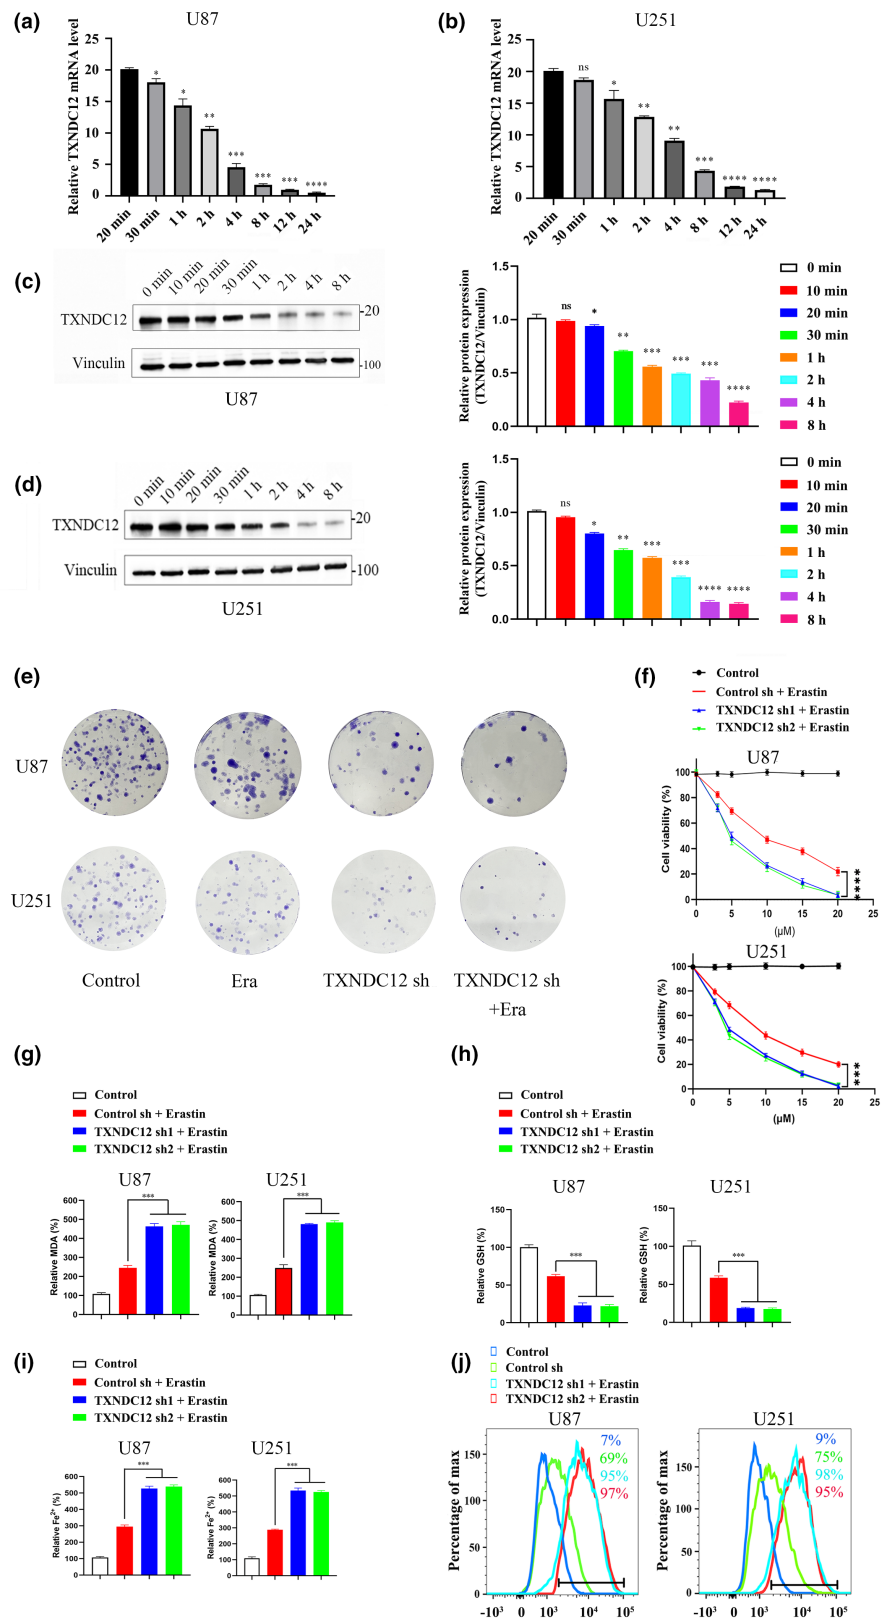 (a)
U87
Relative TXNDC12 mRNA level
25
20
15
10
5
0
* * ** *** *** *** ****
20 min 30 min 1 h 2 h 4 h 8 h 12 h 24 h
(b)
U251
Relative TXNDC12 mRNA level
25
20
15
10
5
0
ns * ** ** *** **** ****
20 min 30 min 1 h 2 h 4 h 8 h 12 h 24 h
(c)
0 min 10 min 20 min 30 min 1 h 2 h 4 h 8 h
TXNDC12
-20
Vinculin
-100
U87
Relative protein expression
(TXNDC12/Vinculin)
1.5
1.0
0.5
0.0
ns * ** *** *** *** ****
0 min
10 min
20 min
30 min
1 h
2 h
4 h
8 h
(d)
0 min 10 min 20 min 30 min 1 h 2 h 4 h 8 h
TXNDC12
-20
Vinculin
-100
U251
Relative protein expression
(TXNDC12/Vinculin)
1.5
1.0
0.5
0.0
ns * ** *** *** **** ****
0 min
10 min
20 min
30 min
1 h
2 h
4 h
8 h
(e)
U87
U251
Control Era TXNDC12 sh TXNDC12 sh
+Era
(f)
Control
Control sh + Erastin
TXNDC12 sh1 + Erastin
TXNDC12 sh2 + Erastin
U87
Cell viability (%)
100
80
60
40
20
0
0 5 10 15 20 25
(μM)
****
U251
Cell viability (%)
100
80
60
40
20
0
0 5 10 15 20 25
(μM)
***
(g)
Control
Control sh + Erastin
TXNDC12 sh1 + Erastin
TXNDC12 sh2 + Erastin
U87
Relative MDA (%)
600
500
400
300
200
100
0
***
U251
Relative MDA (%)
600
500
400
300
200
100
0
***
(h)
Control
Control sh + Erastin
TXNDC12 sh1 + Erastin
TXNDC12 sh2 + Erastin
U87
Relative GSH (%)
150
100
50
0
***
U251
Relative GSH (%)
150
100
50
0
***
(i)
Control
Control sh + Erastin
TXNDC12 sh1 + Erastin
TXNDC12 sh2 + Erastin
U87
Relative Fe²⁺ (%)
600
500
400
300
200
100
0
***
U251
Relative Fe²⁺ (%)
600
500
400
300
200
100
0
***
(j)
Control
Control sh
TXNDC12 sh1 + Erastin
TXNDC12 sh2 + Erastin
U87
Percentage of max
150
100
50
0
7%
69%
95%
97%
-10³ 0 10³ 10⁴ 10⁵
U251
Percentage of max
150
100
50
0
9%
75%
98%
95%
-10³ 0 10³ 10⁴ 10⁵